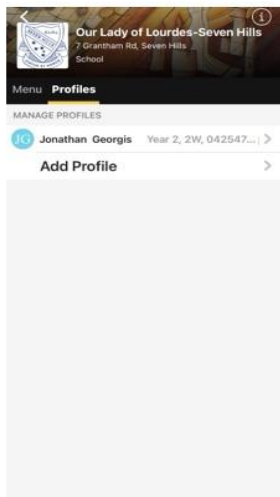 Our Lady of Lourdes-Seven Hills
7 Grantham Rd, Seven Hills
School
Menu Profiles
MANAGE PROFILES
JG Jonathan Georgis Year 2, 2W, 042547...
Add Profile